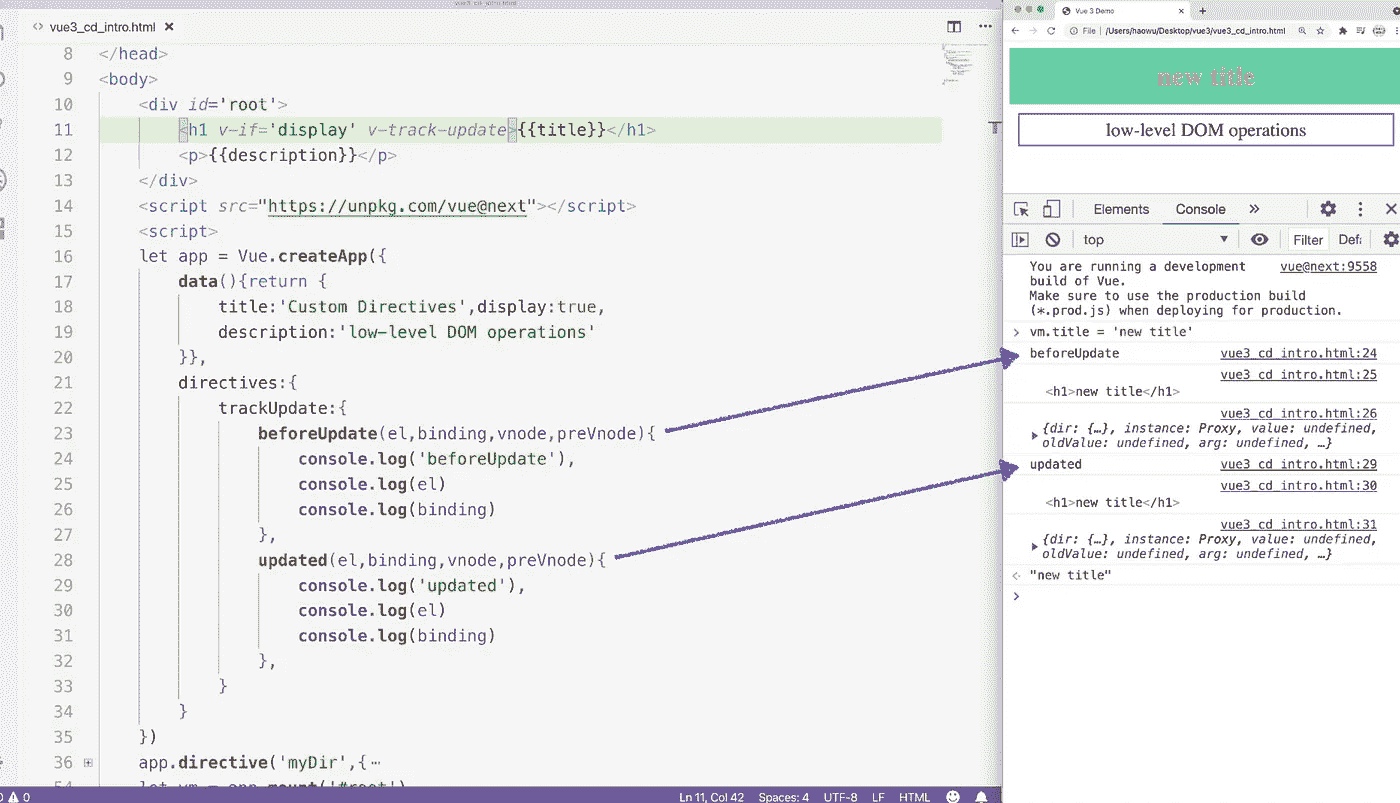 vue3_cd_intro.html
vue3_cd_intro.html
8 </head>
9 <body>
10 <div id='root'>
11 <h1 v-if='display' v-track-update>{{title}}</h1>
12 <p>{{description}}</p>
13 </div>
14 <script src="https://unpkg.com/vue@next"></script>
15 <script>
16 let app = Vue.createApp({
17 data(){return {
18 title:'Custom Directives',display:true,
19 description:'low-level DOM operations'
20 }},
21 directives:{
22 trackUpdate:{
23 beforeUpdate(el,binding,vnode,preVnode){
24 console.log('beforeUpdate'),
25 console.log(el)
26 console.log(binding)
27 },
28 updated(el,binding,vnode,preVnode){
29 console.log('updated'),
30 console.log(el)
31 console.log(binding)
32 },
33 }
34 }
35 })
36 app.directive('myDir',{⋯
54 let vm = app.mount('#root')
0 0 Ln 11, Col 42 Spaces: 4 UTF-8 LF HTML
Vue 3 Demo
File | /Users/haowu/Desktop/vue3/vue3_cd_intro.html
new title
low-level DOM operations
Elements Console »
top Filter Defa
You are running a development vue@next:9558
build of Vue.
Make sure to use the production build
(*.prod.js) when deploying for production.
> vm.title = 'new title'
beforeUpdate vue3_cd_intro.html:24
vue3_cd_intro.html:25
<h1>new title</h1>
vue3_cd_intro.html:26
{dir: {…}, instance: Proxy, value: undefined,
oldValue: undefined, arg: undefined, …}
updated vue3_cd_intro.html:29
vue3_cd_intro.html:30
<h1>new title</h1>
vue3_cd_intro.html:31
{dir: {…}, instance: Proxy, value: undefined,
oldValue: undefined, arg: undefined, …}
"new title"
>